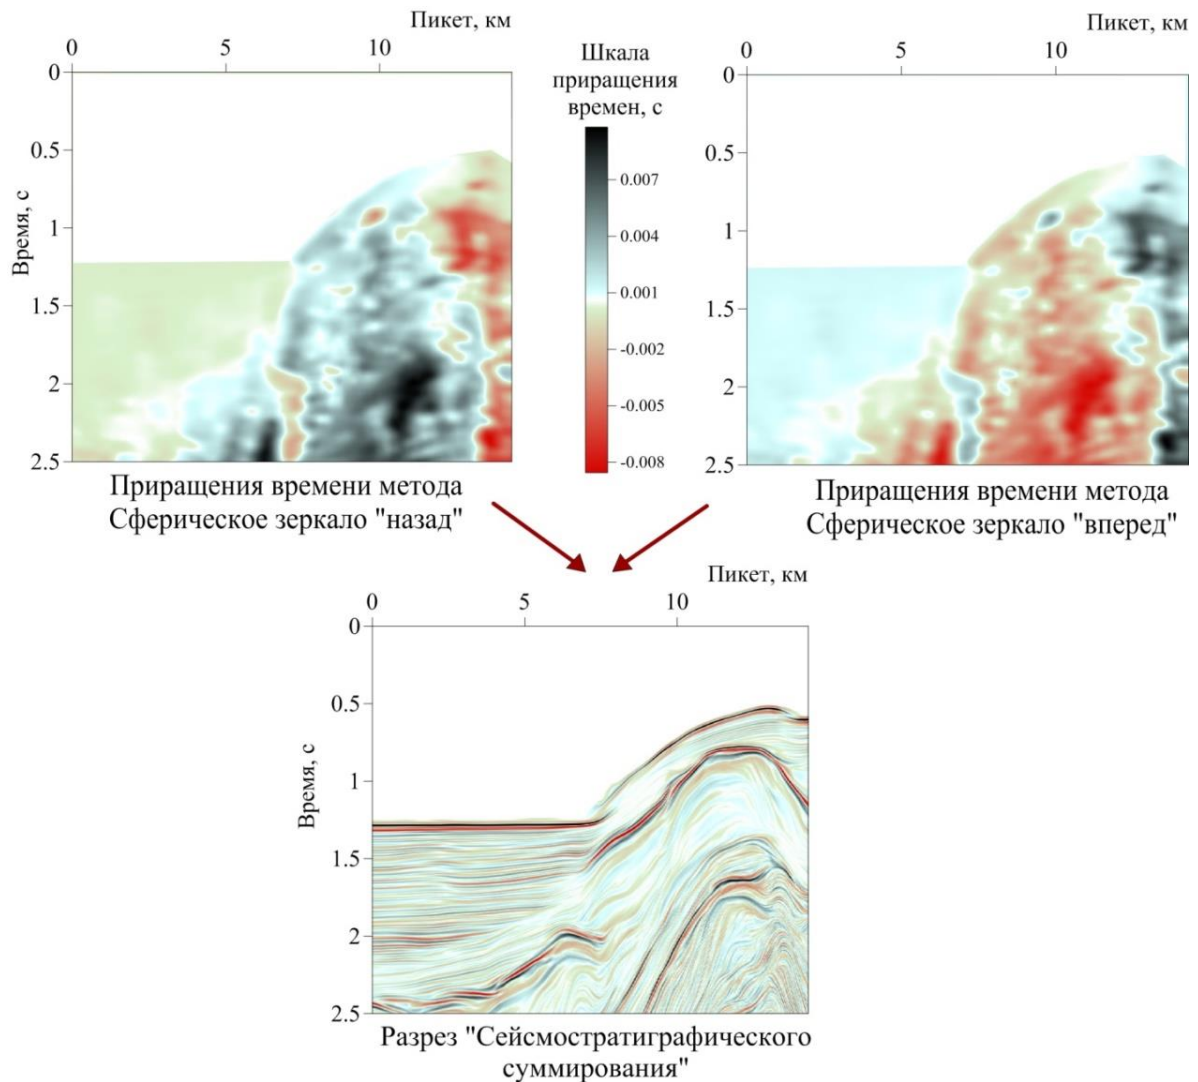 Пикет, км
0 5 10
0
0.5
1
1.5
2
2.5
Время, с
Приращения времени метода
Сферическое зеркало "назад"
Шкала
приращения
времен, с
0.007
0.004
0.001
-0.002
-0.005
-0.008
Пикет, км
0 5 10
0
0.5
1
1.5
2
2.5
Приращения времени метода
Сферическое зеркало "вперед"
Пикет, км
0 5 10
0
0.5
1
1.5
2
2.5
Время, с
Разрез "Сейсмостратиграфического
суммирования"